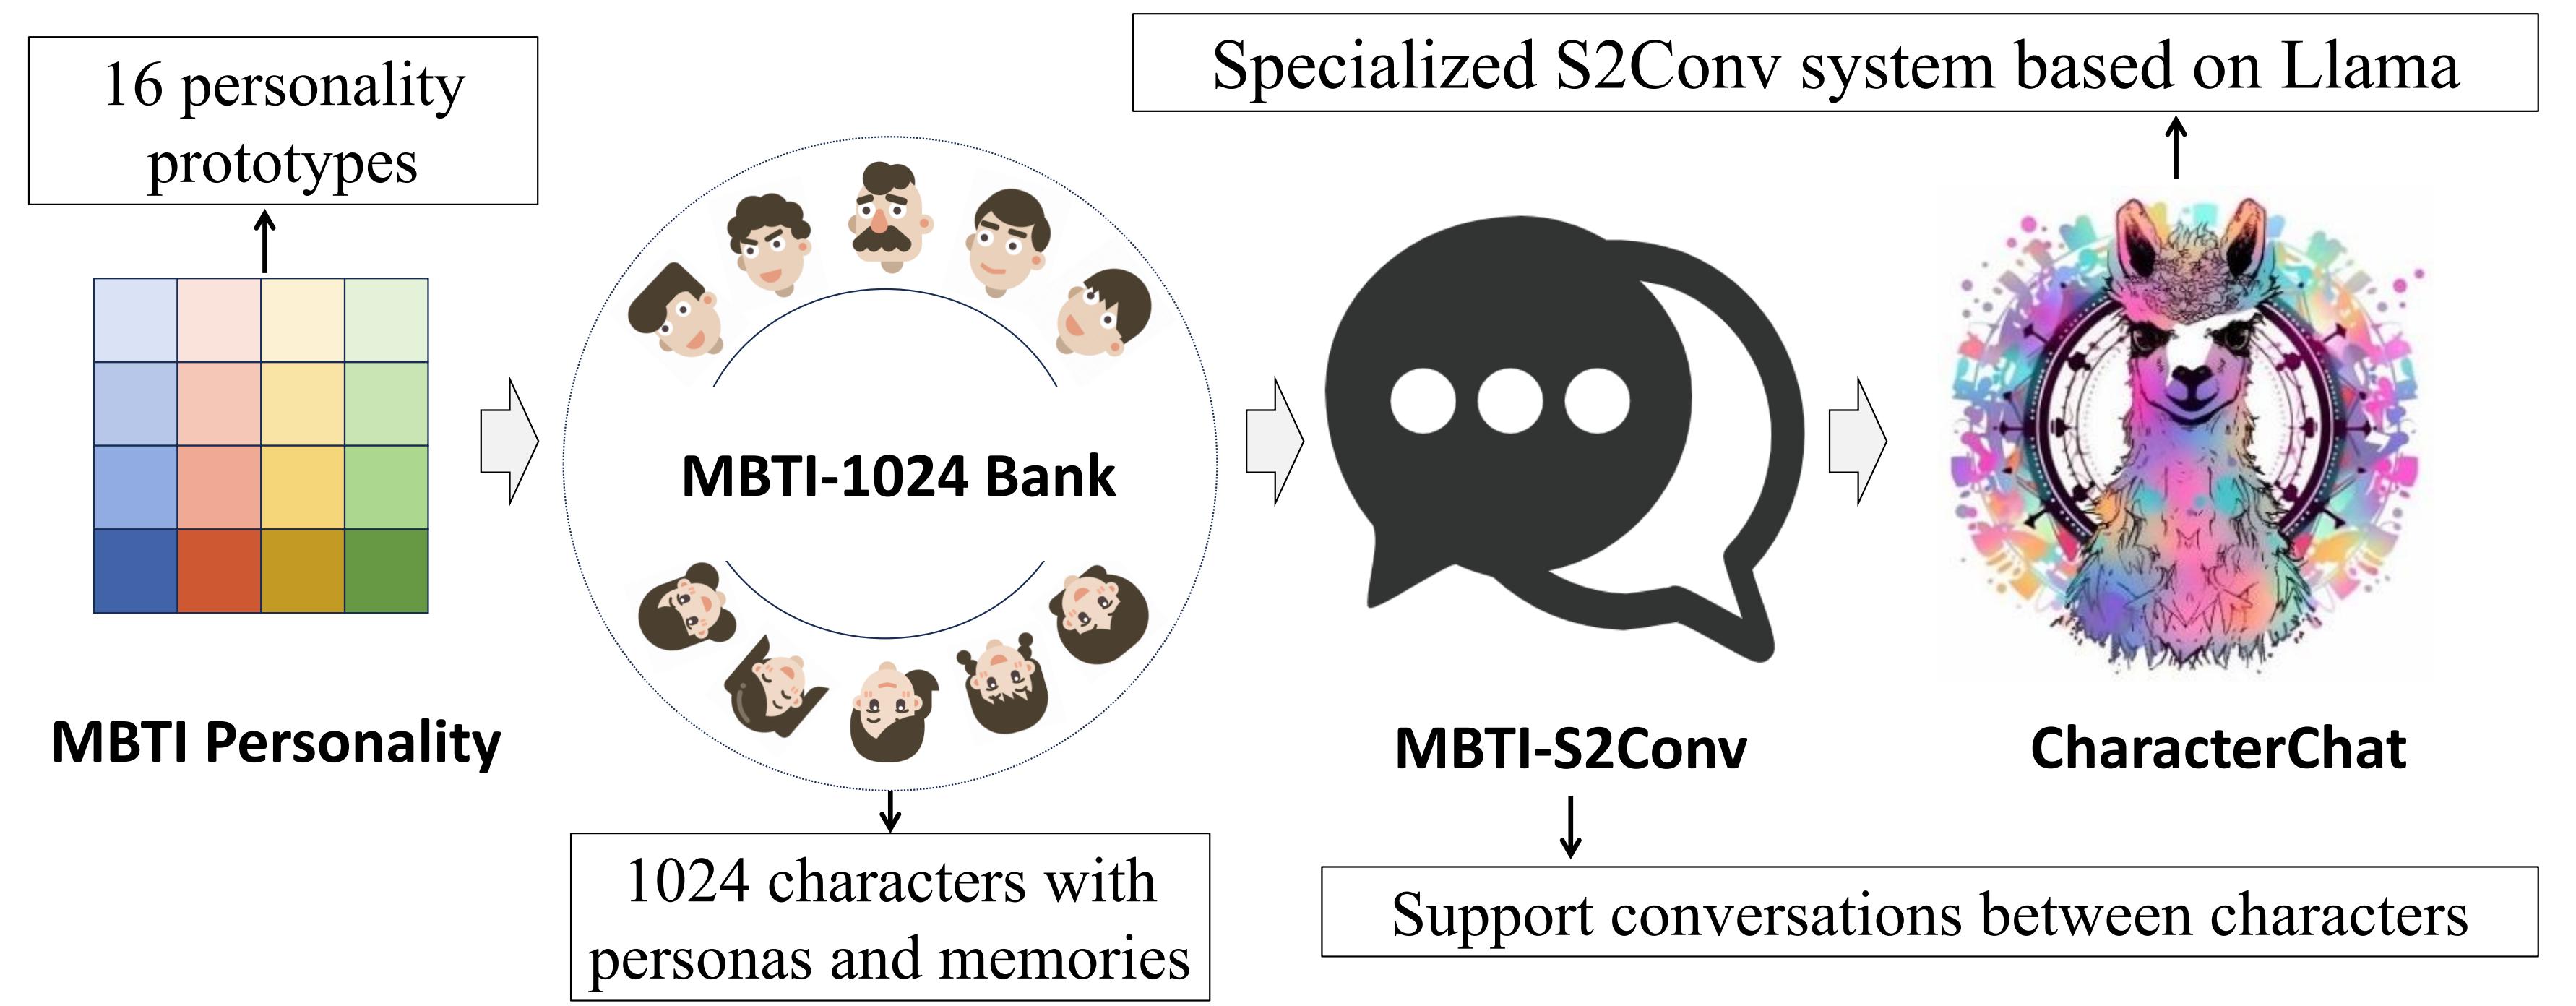 16 personality
prototypes
MBTI Personality
MBTI-1024 Bank
1024 characters with
personas and memories
MBTI-S2Conv
Support conversations between characters
Specialized S2Conv system based on Llama
CharacterChat